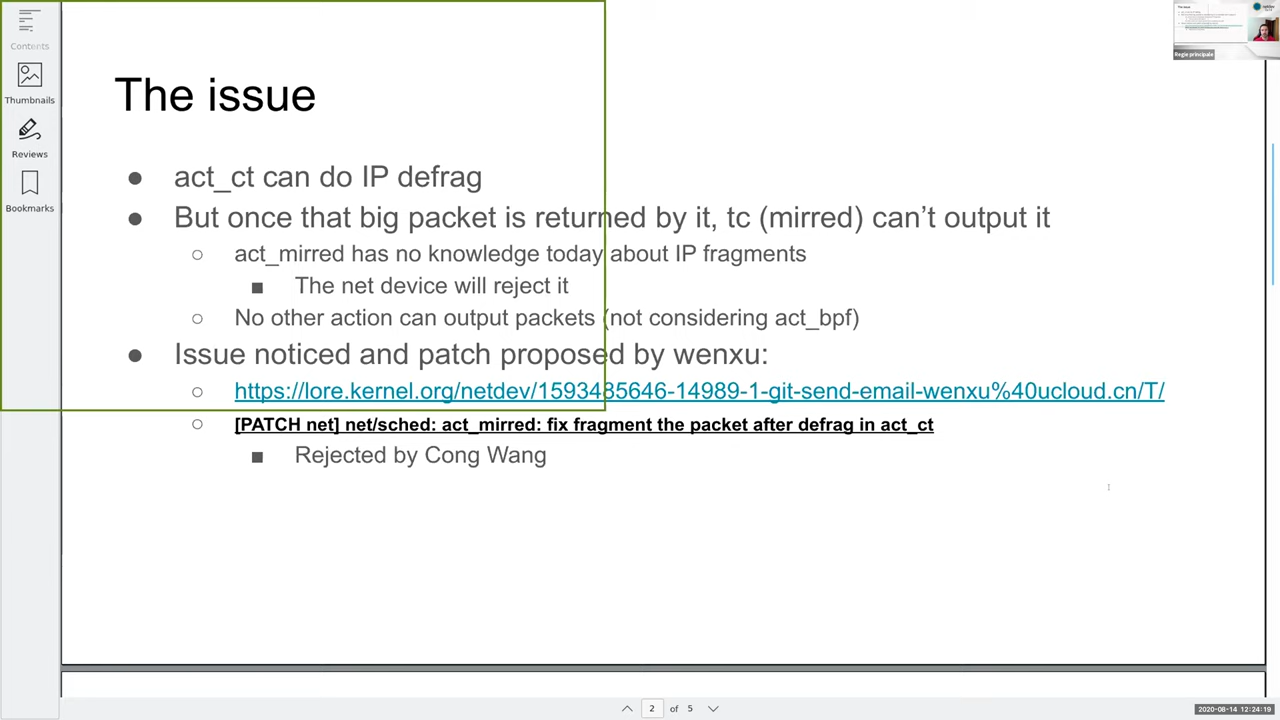 Contents
Thumbnails
Reviews
Bookmarks
The issue
● act_ct can do IP defrag
● But once that big packet is returned by it, tc (mirred) can’t output it
○ act_mirred has no knowledge today about IP fragments
■ The net device will reject it
○ No other action can output packets (not considering act_bpf)
● Issue noticed and patch proposed by wenxu:
○ https://lore.kernel.org/netdev/1593485646-14989-1-git-send-email-wenxu%40ucloud.cn/T/
○ [PATCH net] net/sched: act_mirred: fix fragment the packet after defrag in act_ct
■ Rejected by Cong Wang
The issue
Regie principale
2 of 5
2020-08-14 12:24:19